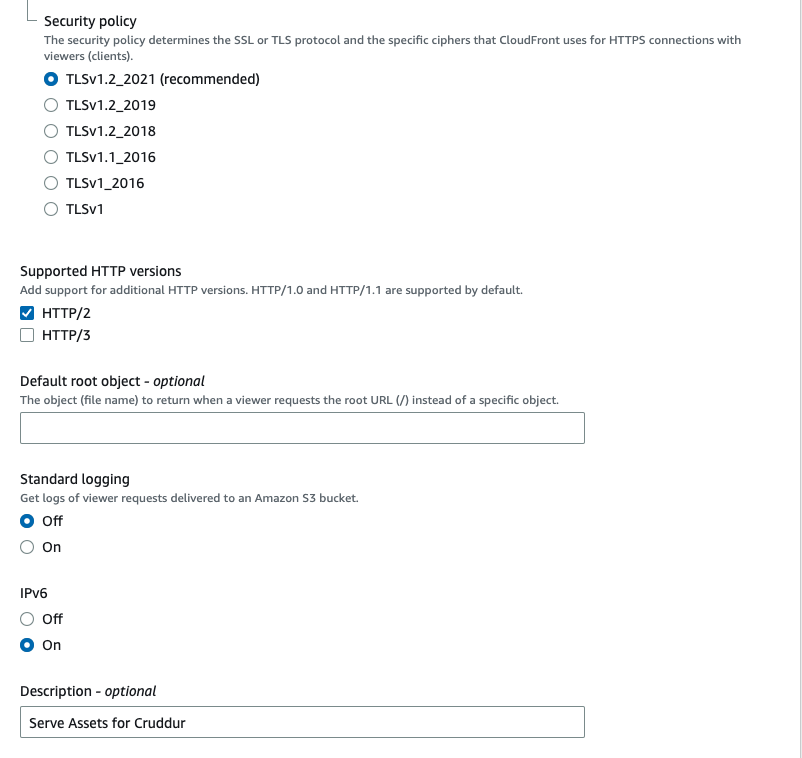 Security policy
The security policy determines the SSL or TLS protocol and the specific ciphers that CloudFront uses for HTTPS connections with
viewers (clients).
TLSv1.2_2021 (recommended)
TLSv1.2_2019
TLSv1.2_2018
TLSv1.1_2016
TLSv1_2016
TLSv1
Supported HTTP versions
Add support for additional HTTP versions. HTTP/1.0 and HTTP/1.1 are supported by default.
HTTP/2
HTTP/3
Default root object - optional
The object (file name) to return when a viewer requests the root URL (/) instead of a specific object.
Standard logging
Get logs of viewer requests delivered to an Amazon S3 bucket.
Off
On
IPv6
Off
On
Description - optional
Serve Assets for Cruddur